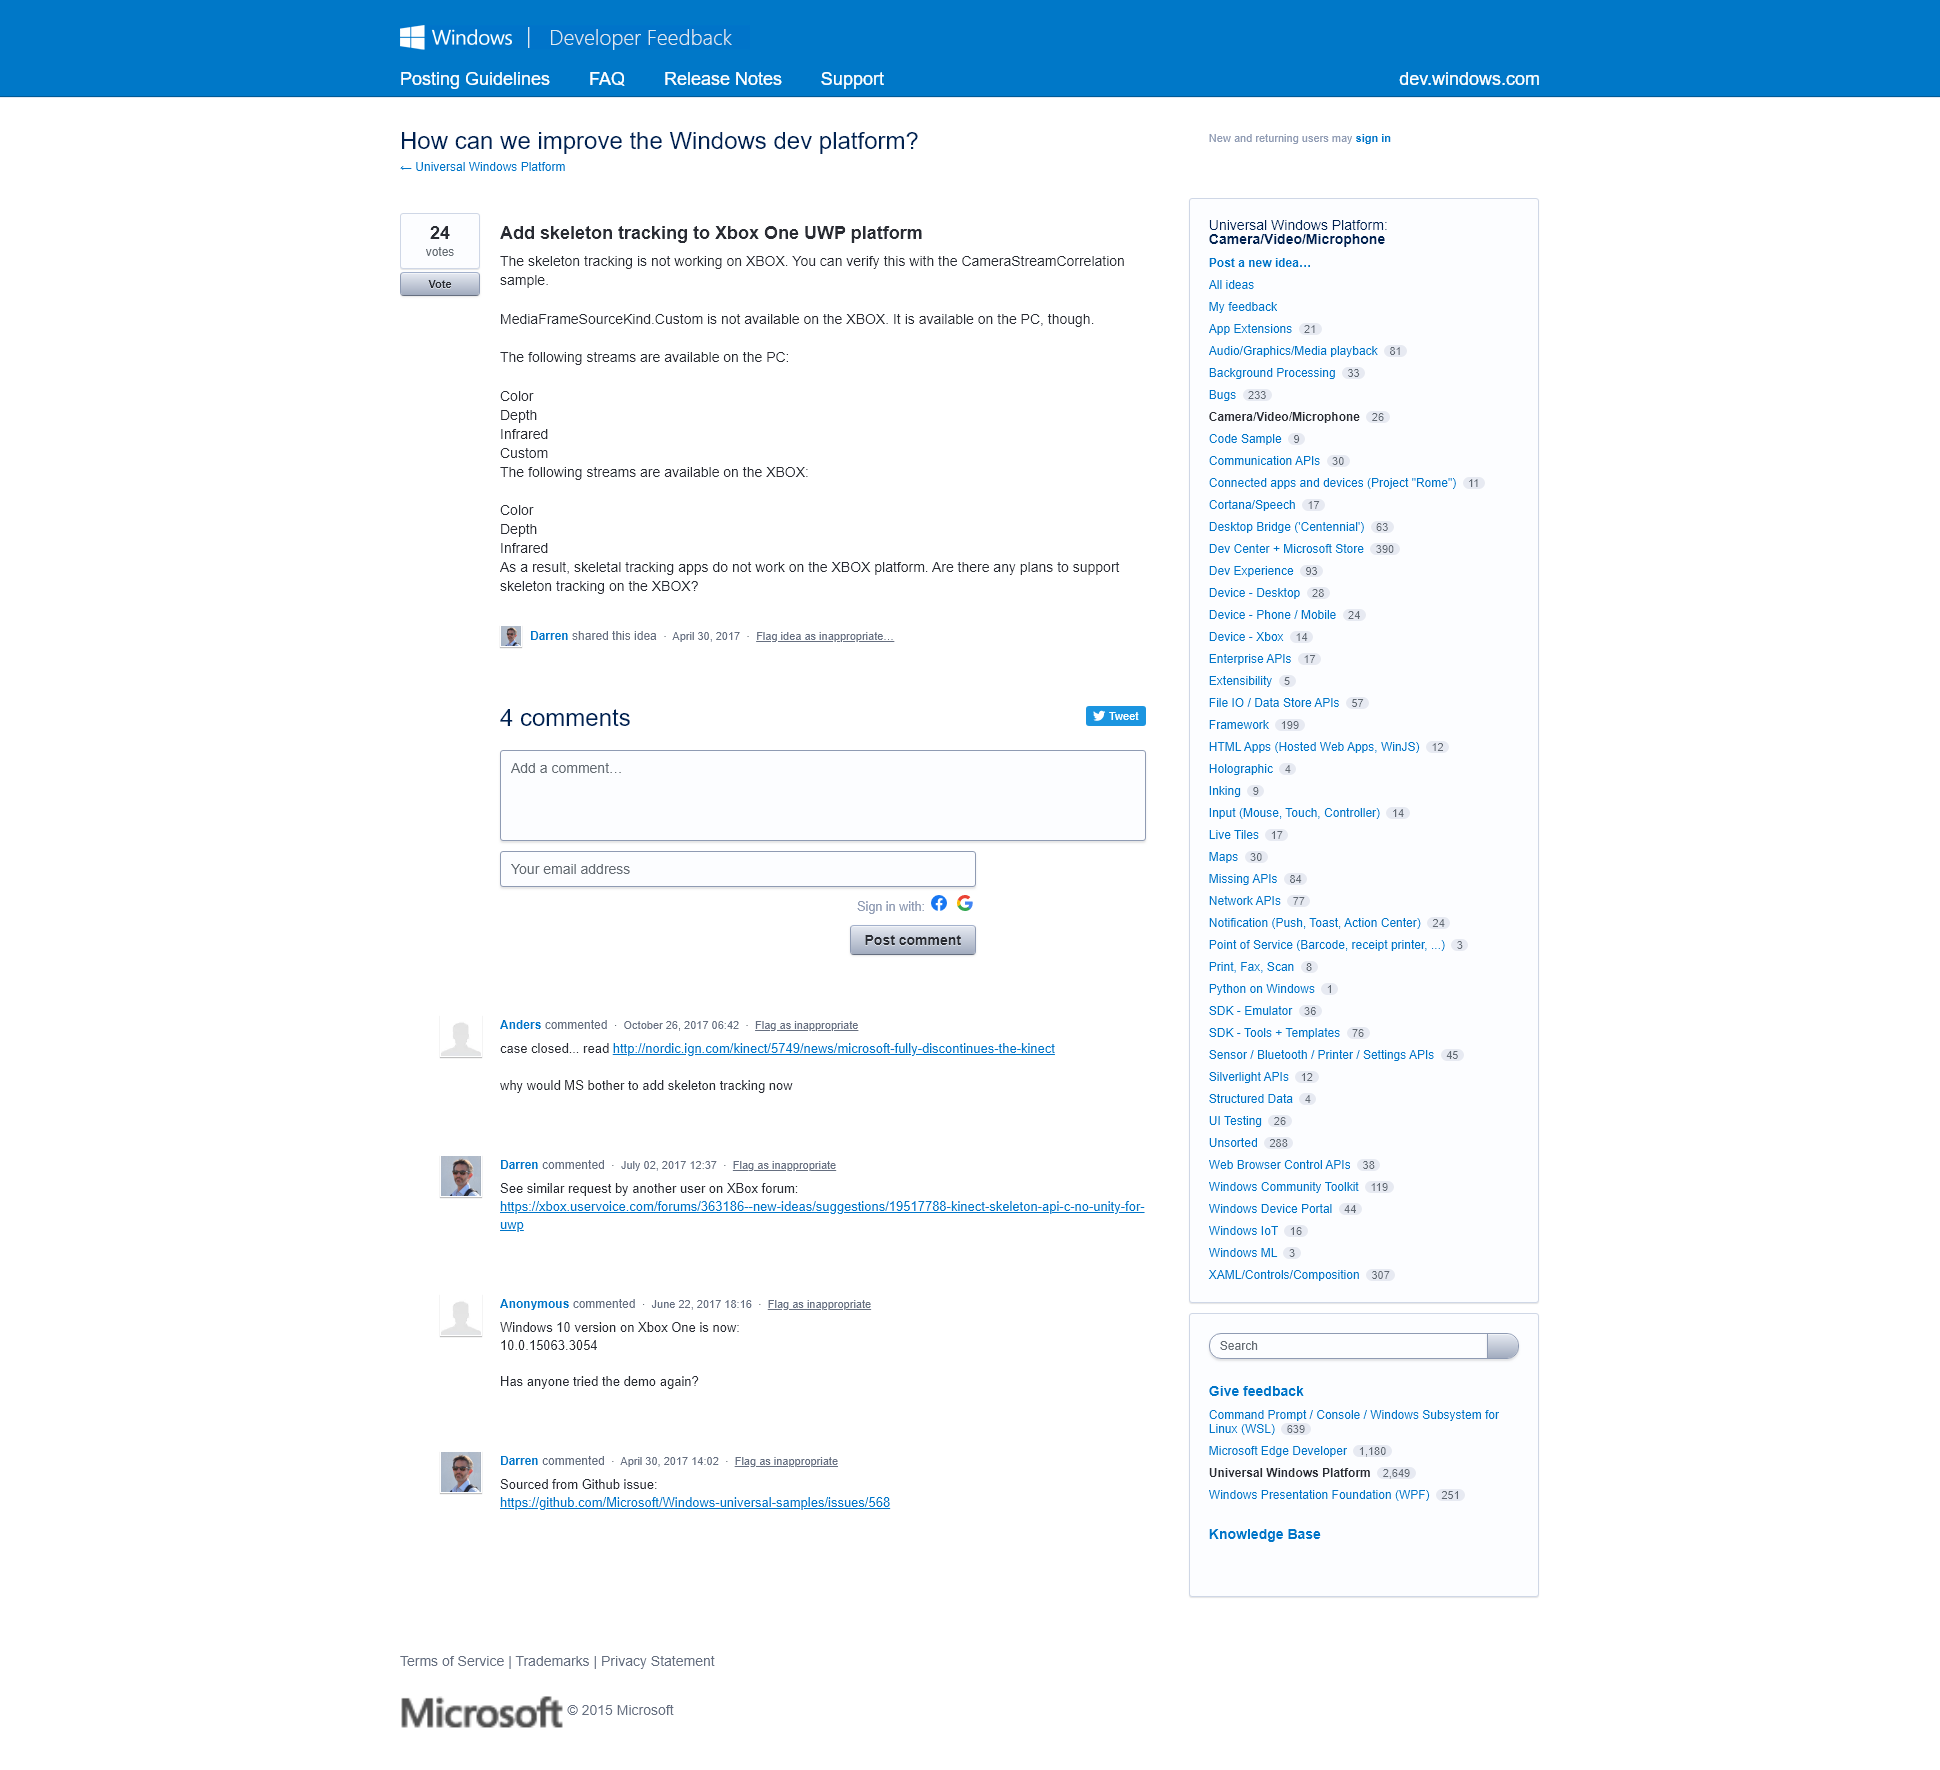 Windows | Developer Feedback
Posting Guidelines FAQ Release Notes Support dev.windows.com
How can we improve the Windows dev platform?
← Universal Windows Platform
New and returning users may sign in
24
votes
Vote
Add skeleton tracking to Xbox One UWP platform
The skeleton tracking is not working on XBOX. You can verify this with the CameraStreamCorrelation
sample.
MediaFrameSourceKind.Custom is not available on the XBOX. It is available on the PC, though.
The following streams are available on the PC:
Color
Depth
Infrared
Custom
The following streams are available on the XBOX:
Color
Depth
Infrared
As a result, skeletal tracking apps do not work on the XBOX platform. Are there any plans to support
skeleton tracking on the XBOX?
Darren shared this idea · April 30, 2017 · Flag idea as inappropriate…
4 comments
Tweet
Add a comment…
Your email address
Sign in with:
Post comment
Anders commented · October 26, 2017 06:42 · Flag as inappropriate
case closed... read http://nordic.ign.com/kinect/5749/news/microsoft-fully-discontinues-the-kinect
why would MS bother to add skeleton tracking now
Darren commented · July 02, 2017 12:37 · Flag as inappropriate
See similar request by another user on XBox forum:
https://xbox.uservoice.com/forums/363186--new-ideas/suggestions/19517788-kinect-skeleton-api-c-no-unity-for-
uwp
Anonymous commented · June 22, 2017 18:16 · Flag as inappropriate
Windows 10 version on Xbox One is now:
10.0.15063.3054
Has anyone tried the demo again?
Darren commented · April 30, 2017 14:02 · Flag as inappropriate
Sourced from Github issue:
https://github.com/Microsoft/Windows-universal-samples/issues/568
Universal Windows Platform:
Camera/Video/Microphone
Post a new idea…
All ideas
My feedback
App Extensions 21
Audio/Graphics/Media playback 81
Background Processing 33
Bugs 233
Camera/Video/Microphone 26
Code Sample 9
Communication APIs 30
Connected apps and devices (Project "Rome") 11
Cortana/Speech 17
Desktop Bridge ('Centennial') 63
Dev Center + Microsoft Store 390
Dev Experience 93
Device - Desktop 28
Device - Phone / Mobile 24
Device - Xbox 14
Enterprise APIs 17
Extensibility 5
File IO / Data Store APIs 57
Framework 199
HTML Apps (Hosted Web Apps, WinJS) 12
Holographic 4
Inking 9
Input (Mouse, Touch, Controller) 14
Live Tiles 17
Maps 30
Missing APIs 84
Network APIs 77
Notification (Push, Toast, Action Center) 24
Point of Service (Barcode, receipt printer, ...) 3
Print, Fax, Scan 8
Python on Windows 1
SDK - Emulator 36
SDK - Tools + Templates 76
Sensor / Bluetooth / Printer / Settings APIs 45
Silverlight APIs 12
Structured Data 4
UI Testing 26
Unsorted 288
Web Browser Control APIs 38
Windows Community Toolkit 119
Windows Device Portal 44
Windows IoT 16
Windows ML 3
XAML/Controls/Composition 307
Search
Give feedback
Command Prompt / Console / Windows Subsystem for
Linux (WSL) 639
Microsoft Edge Developer 1,180
Universal Windows Platform 2,649
Windows Presentation Foundation (WPF) 251
Knowledge Base
Terms of Service | Trademarks | Privacy Statement
Microsoft © 2015 Microsoft